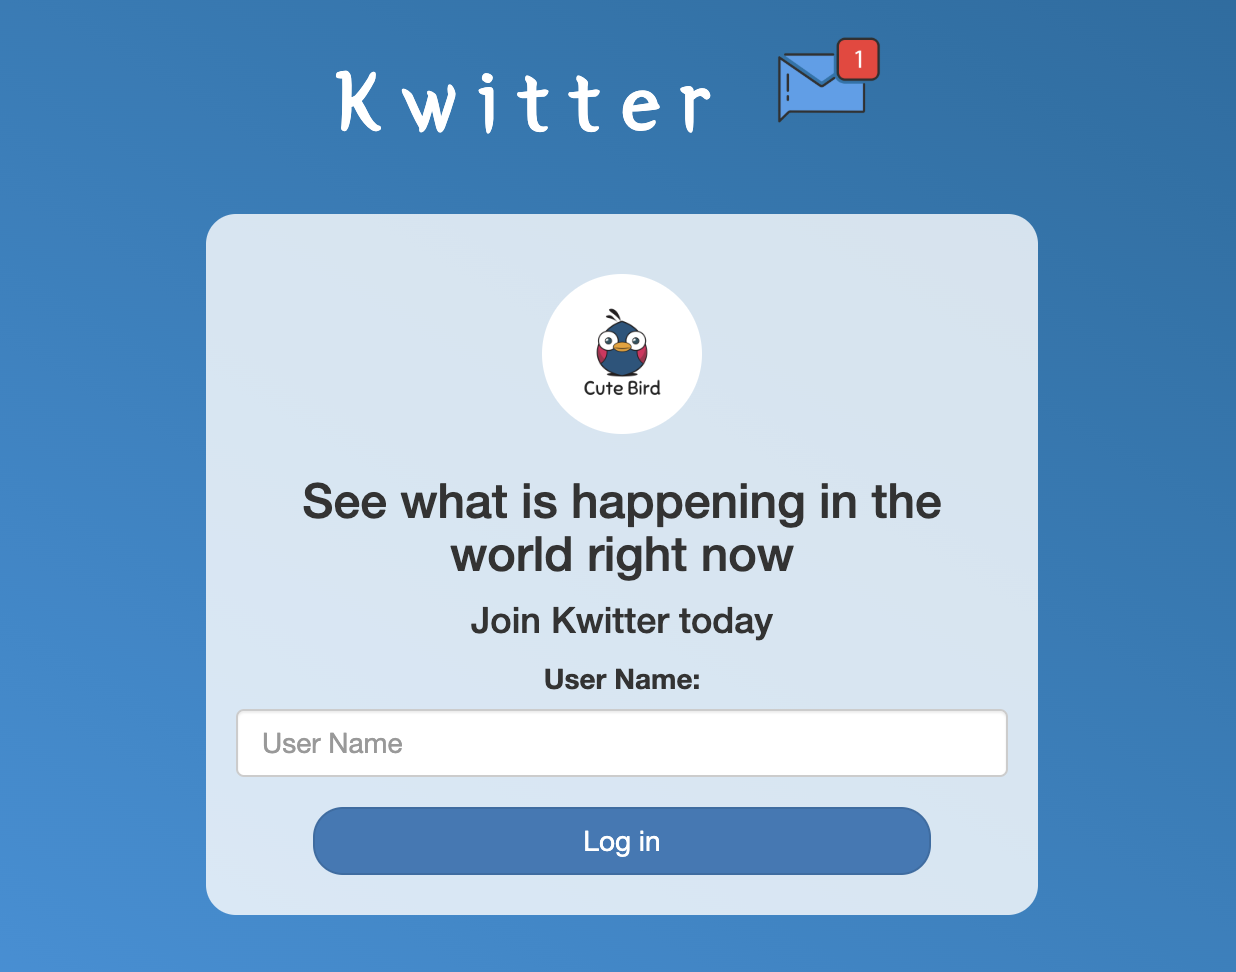 Kwitter
1
Cute Bird
See what is happening in the
world right now
Join Kwitter today
User Name:
User Name
Log in